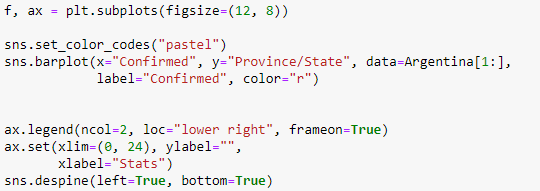 f, ax = plt.subplots(figsize=(12, 8))
sns.set_color_codes("pastel")
sns.barplot(x="Confirmed", y="Province/State", data=Argentina[1:],
            label="Confirmed", color="r")
ax.legend(ncol=2, loc="lower right", frameon=True)
ax.set(xlim=(0, 24), ylabel="",
       xlabel="Stats")
sns.despine(left=True, bottom=True)